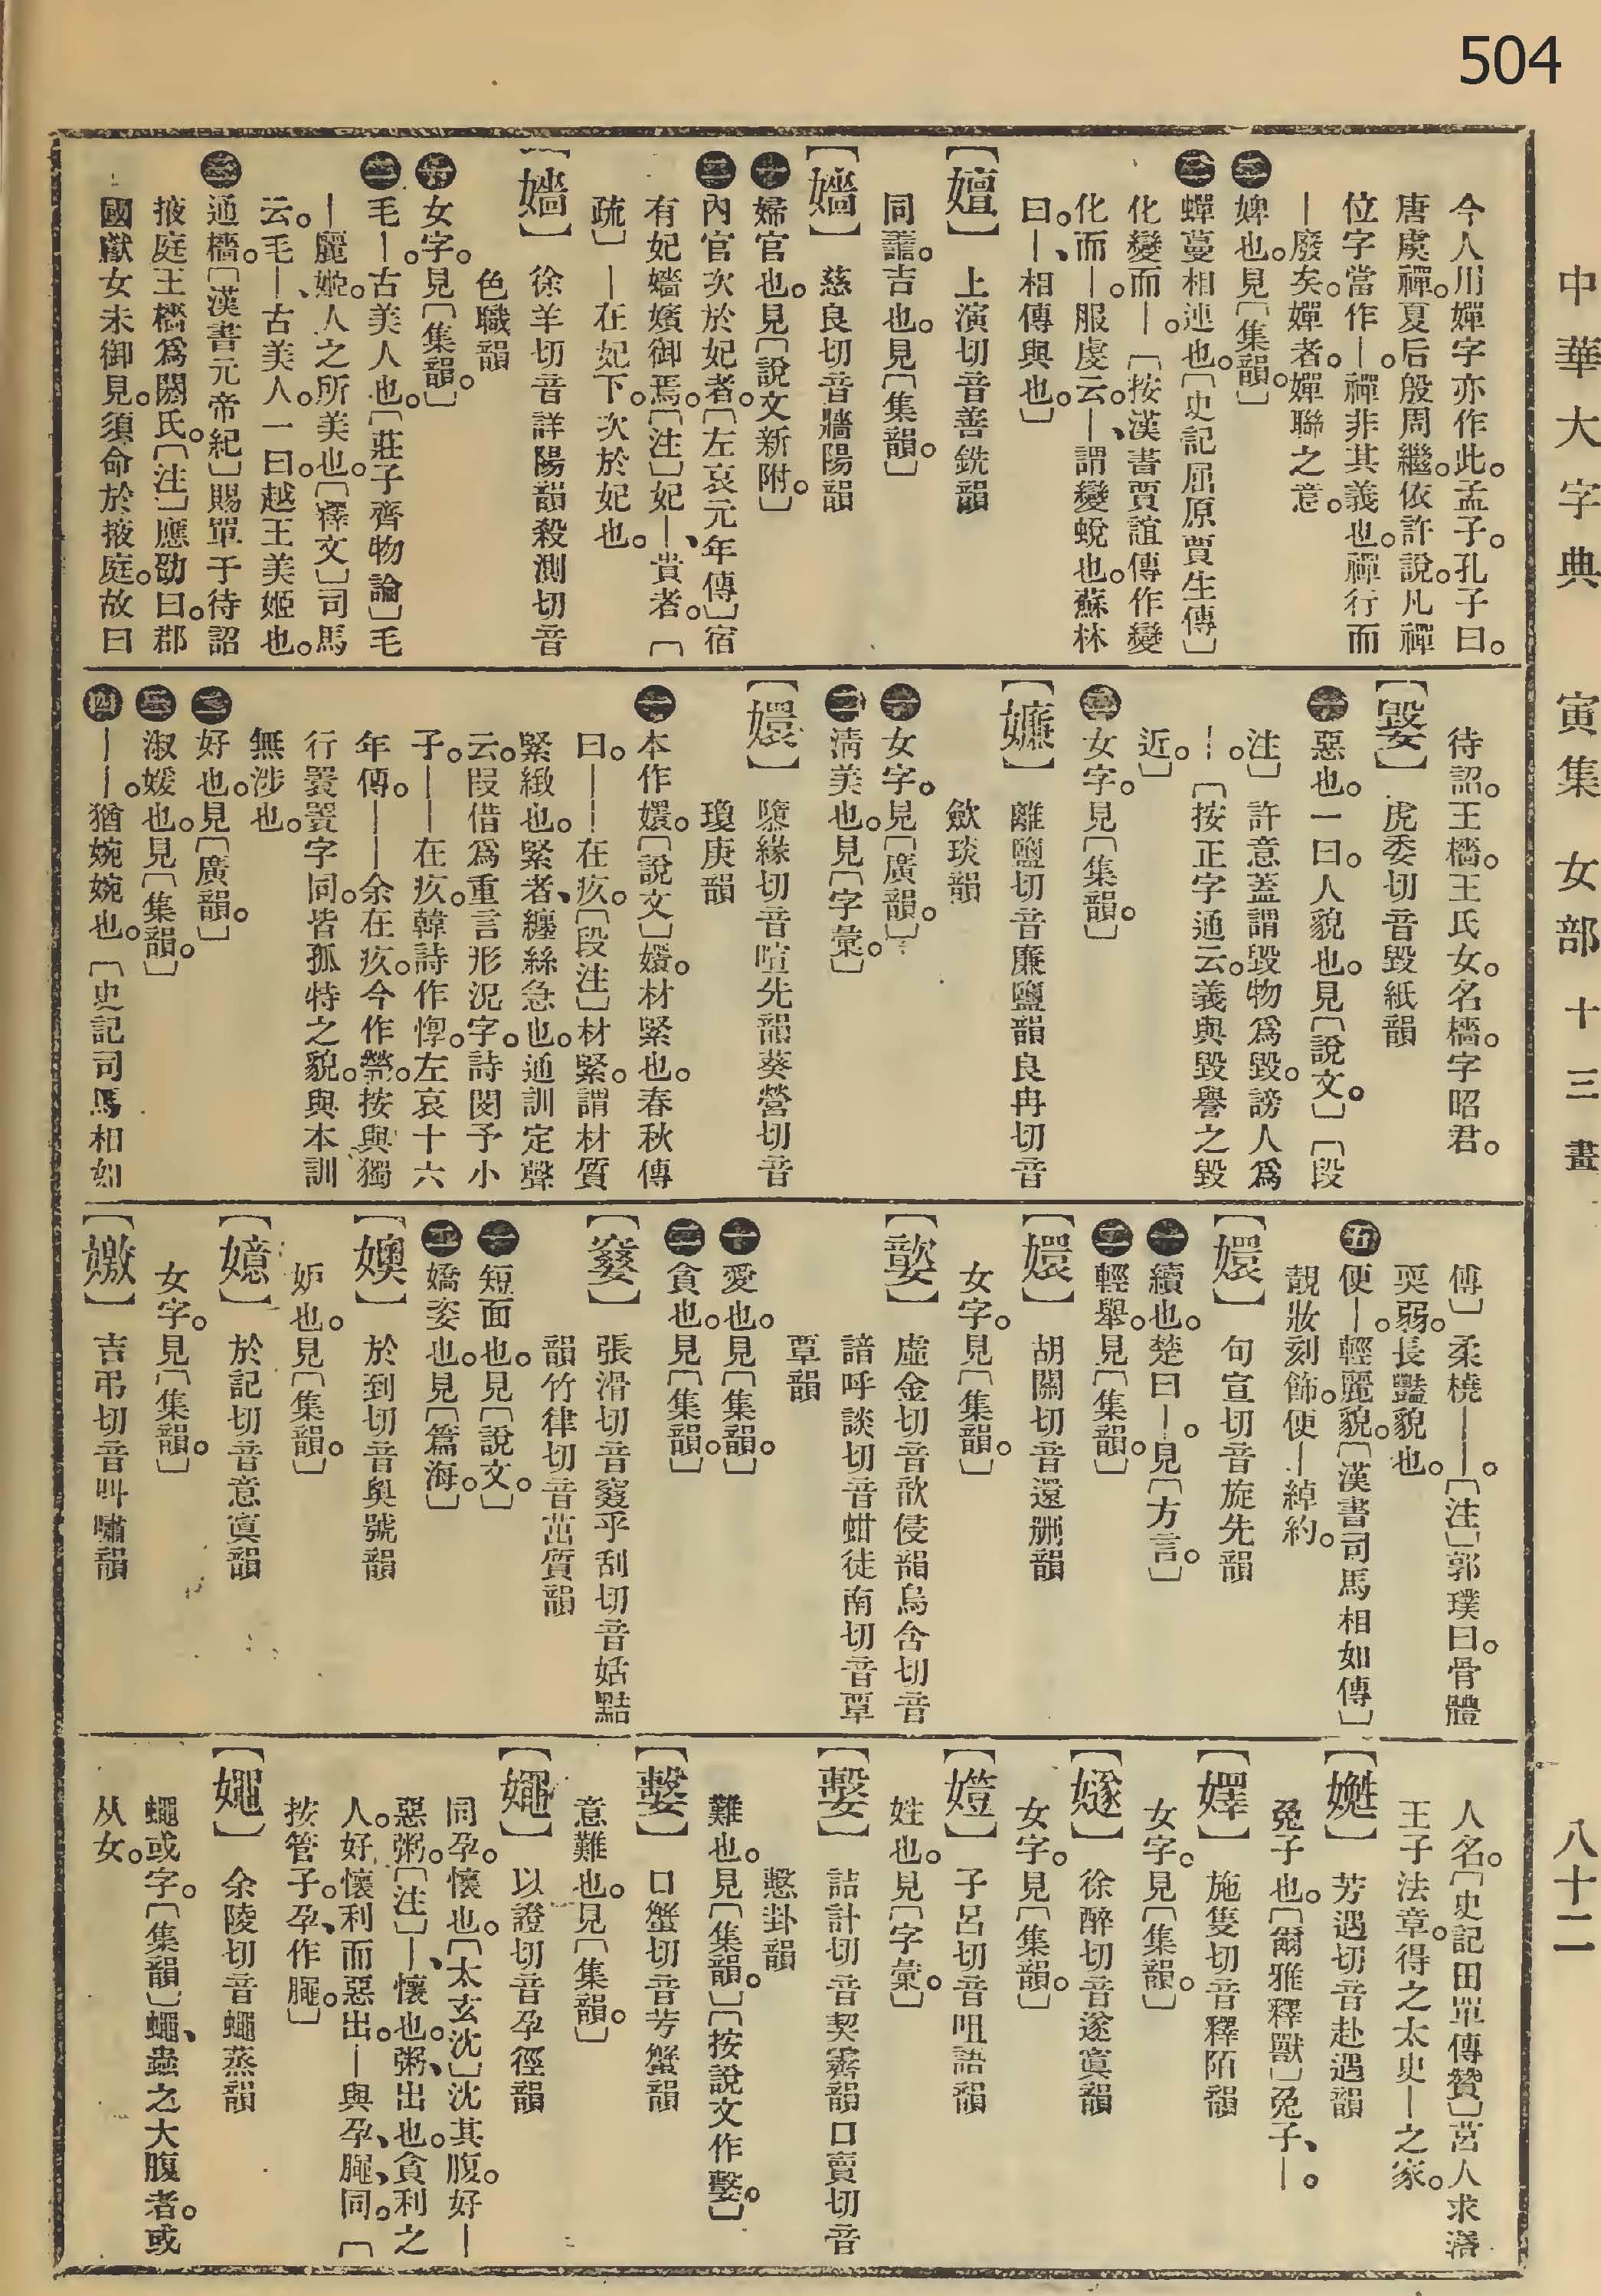 504
中華大字典 寅集 女部 十三畫 八十二
今人用嬋字亦作此。孟子。孔子曰。
唐虞禪。夏后殷周繼。依許說。凡禪
位字當作—。禪非其義也。禪行而
—廢矣。嬋者。嬋聯之意。
㊁婢也。見〔集韻。〕
㊂蟬蔓相連也。〔史記屈原賈生傳〕
化變而—。〔按漢書賈誼傳作變
化而—。服虔云。—、謂變蛻也。蘇林
曰。—、相傳與也。〕
〔嬗〕 上演切音善銑韻
同譱。吉也。見〔集韻。〕
〔嬙〕 慈良切音牆陽韻
㊀婦官也。見〔說文新附。〕
㊁內官次於妃者。〔左哀元年傳〕宿
有妃嬙嬪御焉。〔注〕妃—、貴者。〔
疏〕—在妃下。次於妃也。
〔嬙〕 徐羊切音詳陽韻殺測切音
色職韻
㊀女字。見〔集韻。〕
㊁毛—。古美人也。〔莊子齊物論〕毛
—麗姬。人之所美也。〔釋文〕司馬
云。毛—、古美人。一曰。越王美姬也。
㊂通檣。〔漢書元帝紀〕賜單于待詔
掖庭王檣爲閼氏。〔注〕應劭曰。郡
國獻女未御見。須命於掖庭。故曰
待詔。王檣。王氏女。名檣。字昭君。
〔嬰〕 虎委切音毀紙韻
㊀惡也。一曰。人貌也。見〔說文。〕〔段
注〕許意蓋謂毀物爲毀。謗人爲
—。〔按正字通云。義與毀譽之毀
近。〕
㊁女字。見〔集韻。〕
〔嬚〕 離鹽切音廉鹽韻良冉切音
歛琰韻
㊀女字。見〔廣韻。〕
㊁淸美也。見〔字彙。〕
〔嬛〕 隳緣切音喧先韻葵營切音
瓊庚韻
㊀本作嬛。〔說文〕嬛。材緊也。春秋傳
曰。——在疚。〔段注〕材緊。謂材質
緊緻也。緊者、纏絲急也。通訓定聲
云。叚借爲重言形況字。詩閔予小
子。——在疚。韓詩作惸。左哀十六
年傳。——余在疚。今作煢。按與獨
行睘睘字同。皆孤特之貌。與本訓
無涉也。
㊁好也。見〔廣韻。〕
㊂淑媛也。見〔集韻。〕
㊃——。猶婉婉也。〔史記司馬相如
傳〕柔橈——。〔注〕郭璞曰。骨體
耎弱。長豔貌也。
㊄便—。輕麗貌。〔漢書司馬相如傳〕
靚妝刻飾。便—綽約。
〔嬛〕 句宣切音旋先韻
㊀續也。楚曰—。見〔方言。〕
㊁輕舉。見〔集韻。〕
〔嬛〕 胡關切音還删韻
女字。見〔集韻。〕
〔㜝〕 虛金切音歆侵韻烏含切音
諳呼談切音蚶徒南切音覃
覃韻
㊀愛也。見〔集韻。〕
㊁貪也。見〔集韻。〕
張滑切音窡乎刮切音姡黠
韻竹律切音茁質韻
㊀短面也。見〔說文。〕
㊁嬌姿也。見〔篇海。〕
〔㜩〕 於到切音奥號韻
妒也。見〔集韻。〕
〔嬑〕 於記切音意寘韻
女字。見〔集韻。〕
〔嬓〕 吉弔切音叫嘯韻
人名。〔史記田單傳贊〕莒人求湣
王子法章。得之太史—之家。
芳遇切音赴遇韻
兔子也。〔爾雅釋獸〕兔子、—。
〔嬕〕 施隻切音釋陌韻
女字。見〔集韻。〕
〔嬘〕 徐醉切音遂寘韻
女字。見〔集韻。〕
子呂切音咀語韻
姓也。見〔字彙。〕
〔嫛〕 詰計切音契霽韻口賣切音
憖卦韻
難也。見〔集韻。〕〔按說文作嫛。〕
口蟹切音芳蟹韻
意難也。見〔集韻。〕
〔㜲〕 以證切音孕徑韻
同孕。懷也。〔太玄沈〕沈其腹。好—
惡粥。〔注〕—、懷也。粥、出也。貪利之
人。好懷利而惡出。—與孕、䵴、同。〔
按管子。孕、作䵴。〕
〔㜲〕 余陵切音蠅蒸韻
蠅或字。〔集韻〕蠅、蟲之大腹者。或
从女。